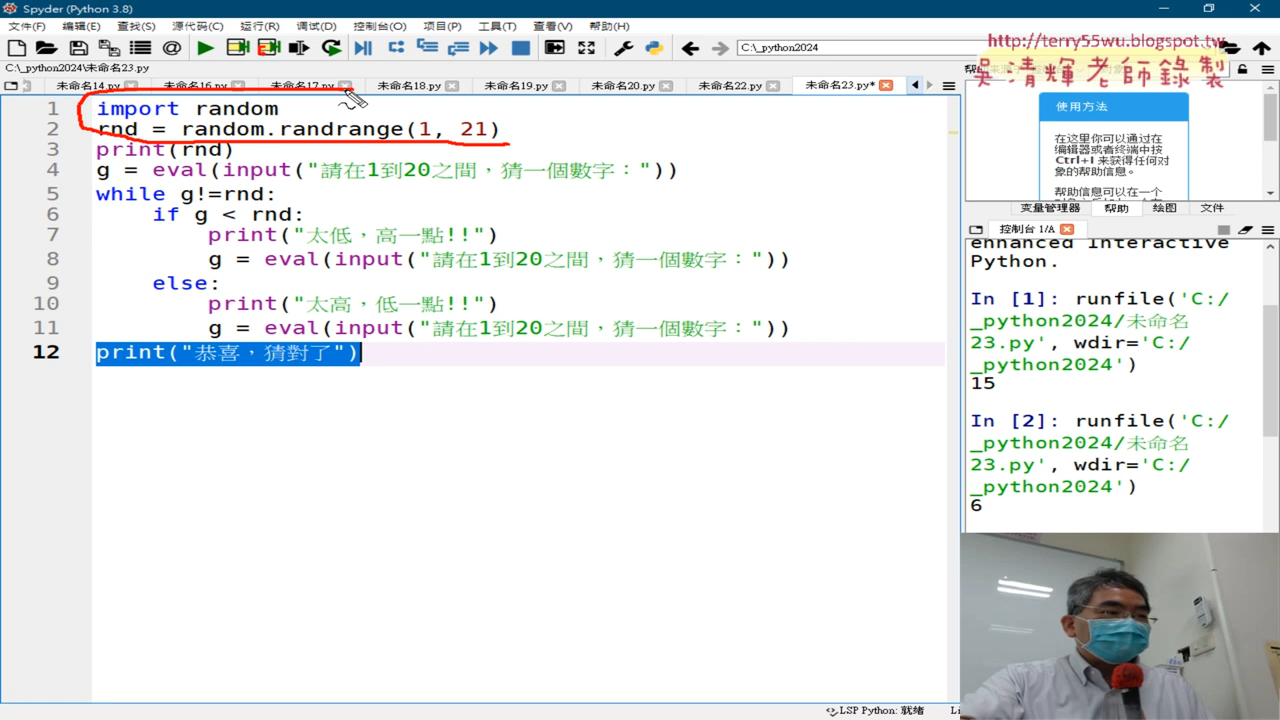 Spyder (Python 3.8)
文件(F) 编辑(E) 查找(S) 源代码(C) 运行(R) 调试(D) 控制台(O) 项目(P) 工具(T) 查看(V) 帮助(H)
C:\_python2024
http://terry55wu.blogspot.tw
吳清輝老師錄製
C:\_python2024\未命名23.py
未命名14.py 未命名16.py 未命名17.py 未命名18.py 未命名19.py 未命名20.py 未命名22.py 未命名23.py*
1 import random
2 rnd = random.randrange(1, 21)
3 print(rnd)
4 g = eval(input("請在1到20之間，猜一個數字："))
5 while g!=rnd:
6 if g < rnd:
7 print("太低，高一點!!")
8 g = eval(input("請在1到20之間，猜一個數字："))
9 else:
10 print("太高，低一點!!")
11 g = eval(input("請在1到20之間，猜一個數字："))
12 print("恭喜，猜對了")
使用方法
在这里你可以通过在
编辑器或者终端中按
Ctrl+I 来获得任何对
象的帮助信息。
帮助信息可以在一个
变量管理器 帮助 绘图 文件
控制台 1/A
enhanced Interactive
Python.
In [1]: runfile('C:/
_python2024/未命名
23.py', wdir='C:/
_python2024')
15
In [2]: runfile('C:/
_python2024/未命名
23.py', wdir='C:/
_python2024')
6
LSP Python: 就绪